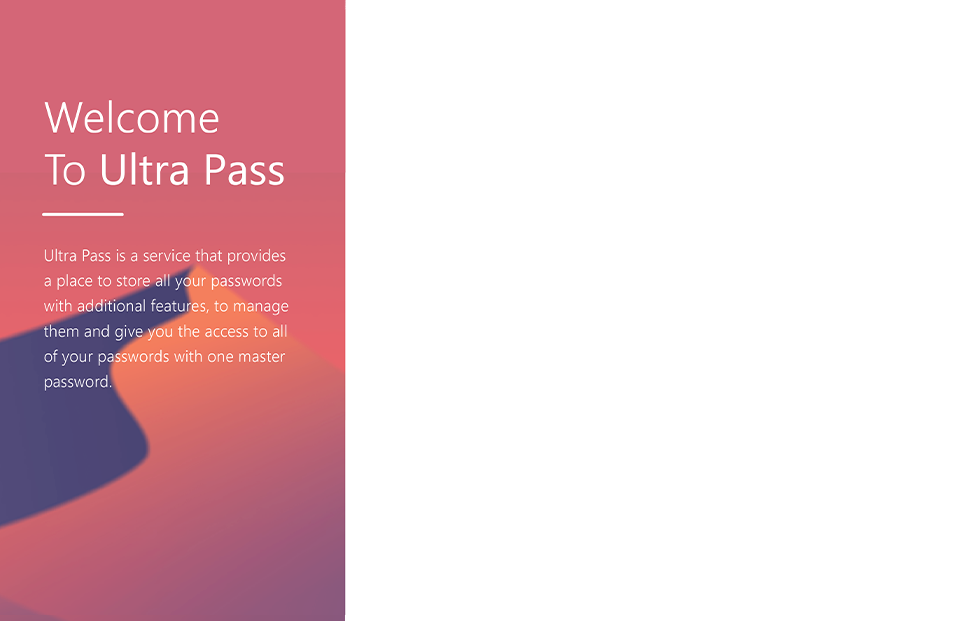 Welcome
To Ultra Pass
Ultra Pass is a service that provides
a place to store all your passwords
with additional features, to manage
them and give you the access to all
of your passwords with one master
password.